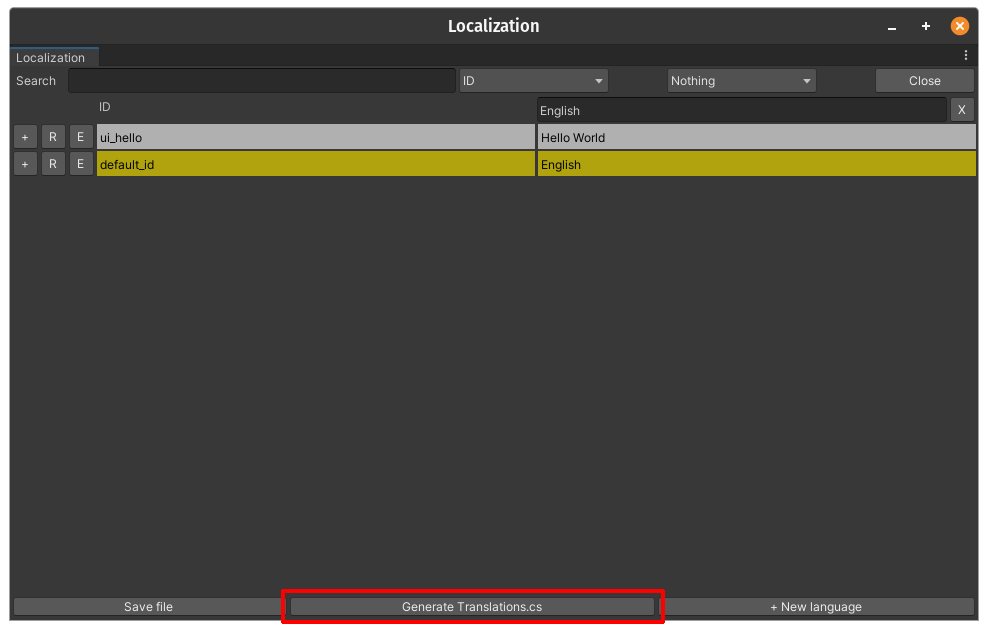 Localization
Localization
Search ID Nothing Close
ID English X
+ R E ui_hello Hello World
+ R E default_id English
Save file Generate Translations.cs + New language